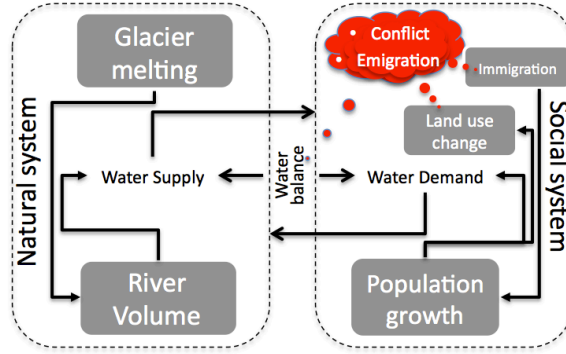 Glacier
melting
Natural system
Water Supply
River
Volume
Water
balance
• Conflict
• Emigration
Immigration
Land use
change
Water Demand
Population
growth
Social system